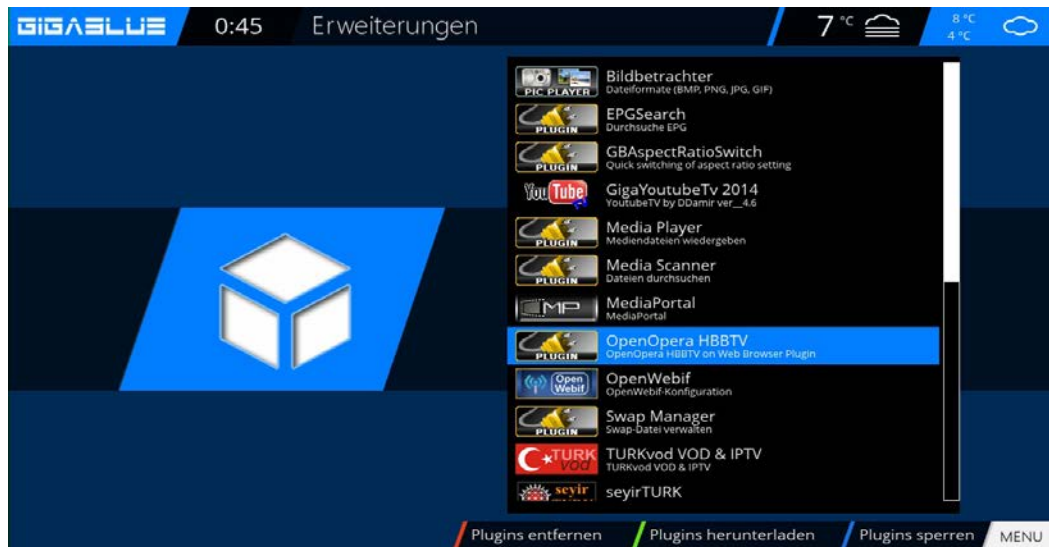 GIGABLUE 0:45 Erweiterungen 7 °C 8 °C
4 °C
PIC PLAYER Bildbetrachter
Dateiformate (BMP, PNG, JPG, GIF)
PLUGIN EPGSearch
Durchsuche EPG
PLUGIN GBAspectRatioSwitch
Quick switching of aspect ratio setting
You Tube GigaYoutubeTv 2014
YoutubeTV by DDamir ver__4.6
PLUGIN Media Player
Mediendateien wiedergeben
PLUGIN Media Scanner
Dateien durchsuchen
MP MediaPortal
MediaPortal
PLUGIN OpenOpera HBBTV
OpenOpera HBBTV on Web Browser Plugin
Open Webif OpenWebif
OpenWebif-Konfiguration
PLUGIN Swap Manager
Swap-Datei verwalten
TURK vod TURKvod VOD & IPTV
TURKvod VOD & IPTV
seyir seyirTURK
Plugins entfernen Plugins herunterladen Plugins sperren MENU